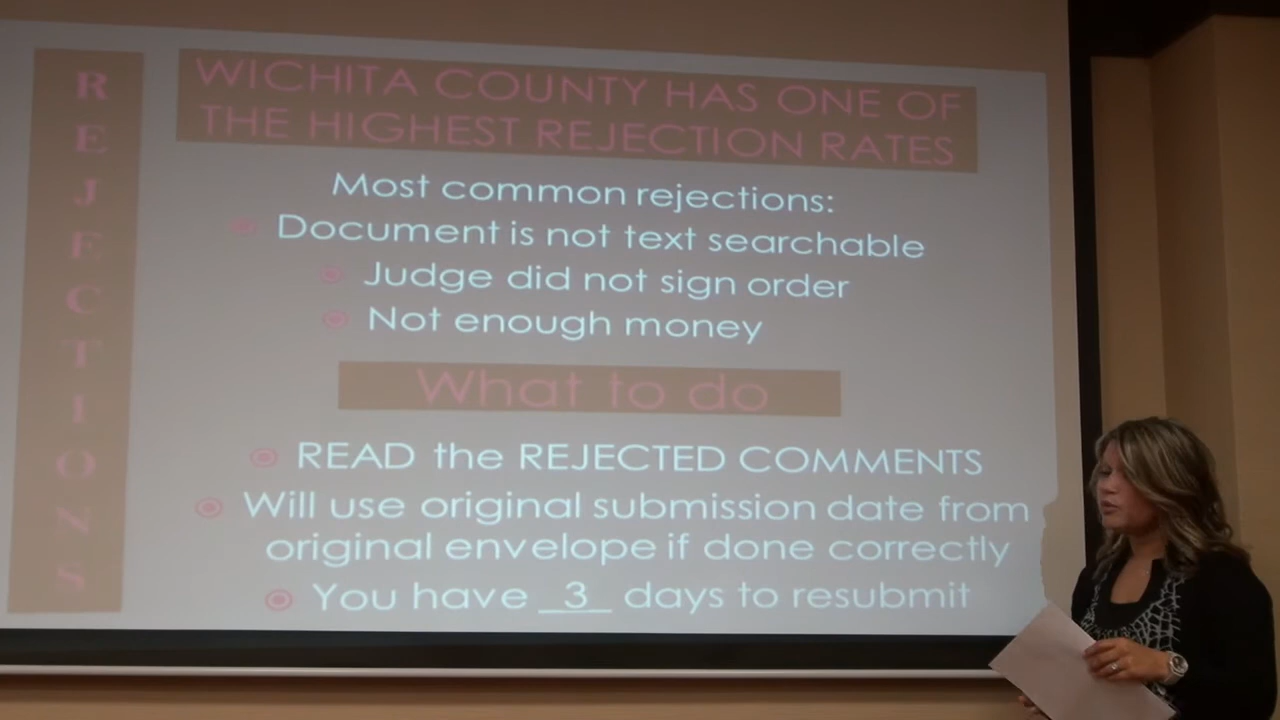 REJECTIONS
WICHITA COUNTY HAS ONE OF
THE HIGHEST REJECTION RATES
Most common rejections:
Document is not text searchable
Judge did not sign order
Not enough money
What to do
READ the REJECTED COMMENTS
Will use original submission date from
original envelope if done correctly
You have _3_ days to resubmit